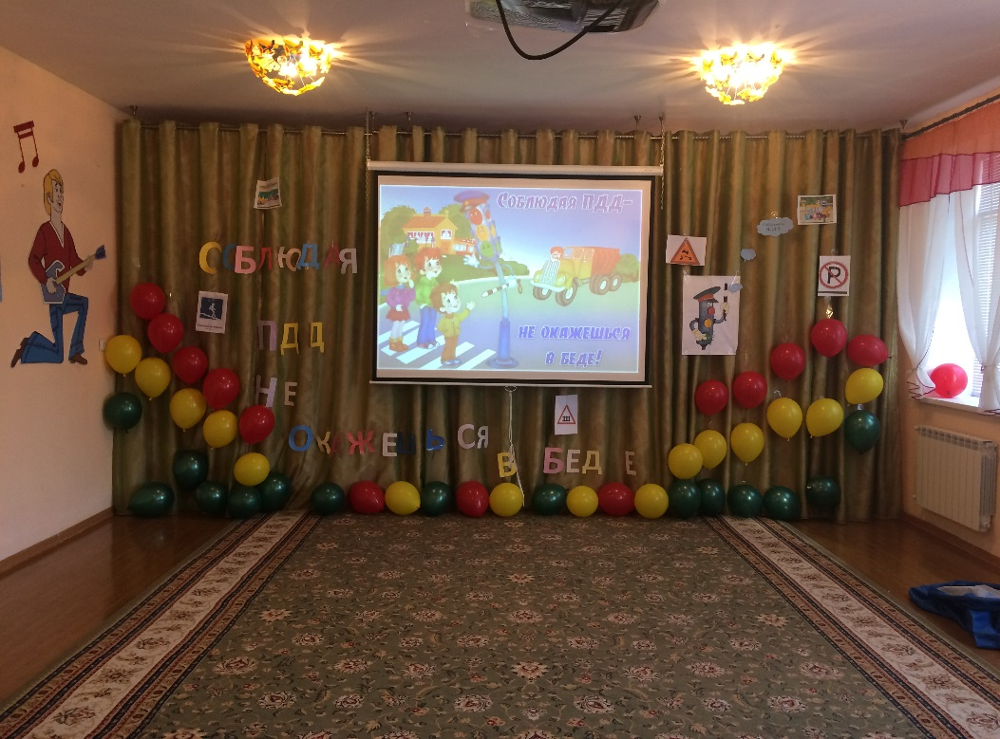 Соблюдая ПДД-
не окажешься
в беде!
СОБЛЮДАЯ
ПДД
НЕ
ОКАЖЕШЬСЯ
В БЕДЕ
P